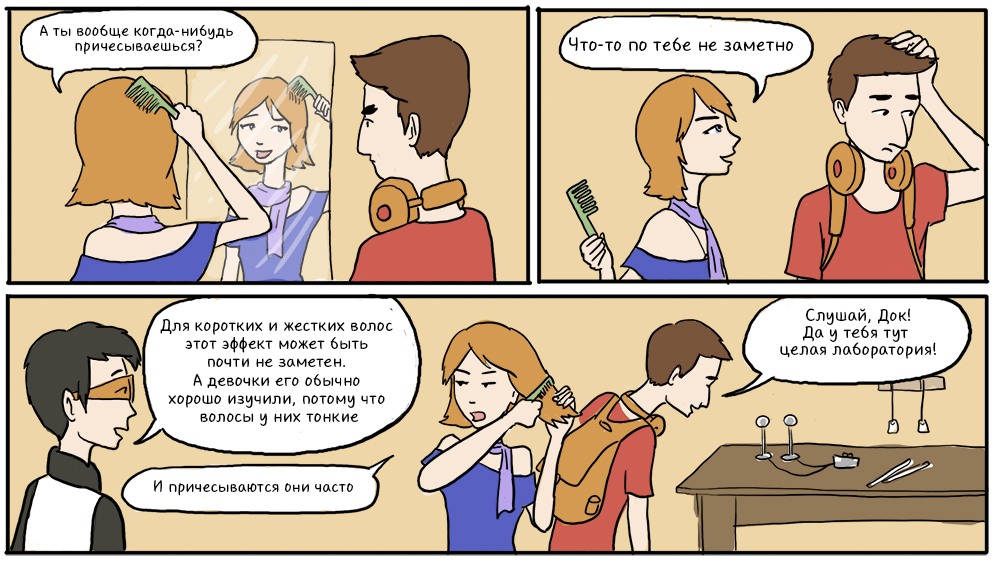 А ты вообще когда-нибудь
причесываешься?
Что-то по тебе не заметно
Для коротких и жестких волос
этот эффект может быть
почти не заметен.
А девочки его обычно
хорошо изучили, потому что
волосы у них тонкие
И причесываются они часто
Слушай, Док!
Да у тебя тут
целая лаборатория!